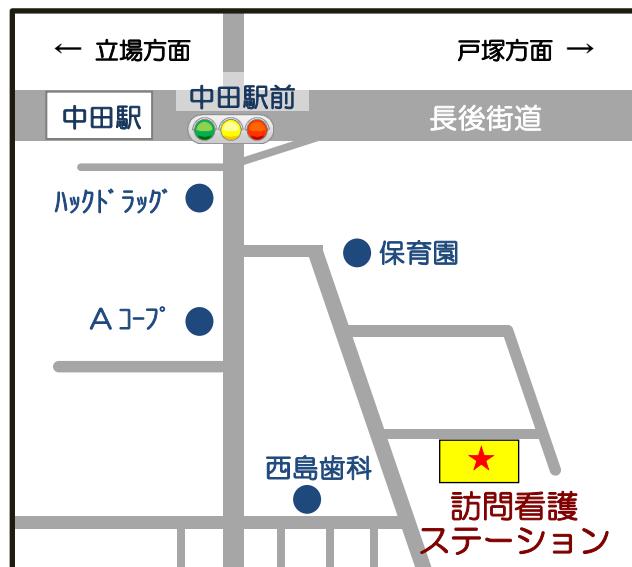 ← 立場方面
戸塚方面 →
中田駅前
中田駅
長後街道
ﾊｯｸﾄﾞﾗｯｸﾞ
保育園
Aｺｰﾌﾟ
西島歯科
訪問看護
ステーション